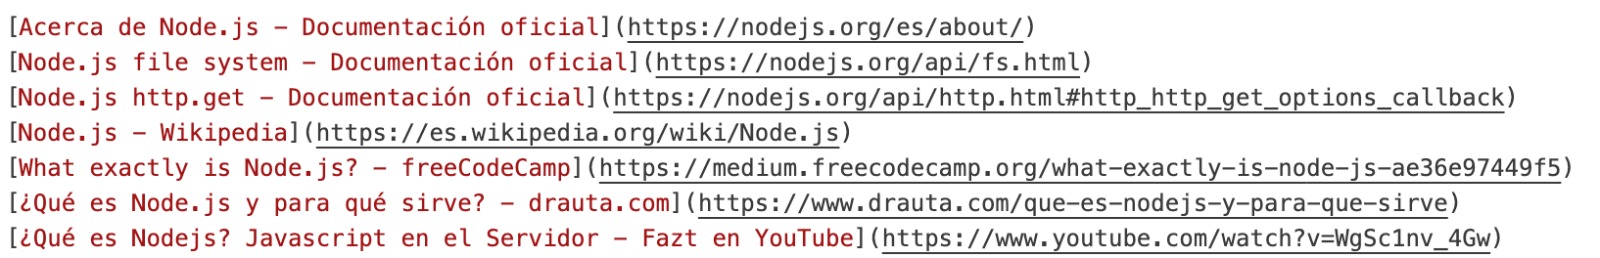 [Acerca de Node.js - Documentación oficial](https://nodejs.org/es/about/)
[Node.js file system - Documentación oficial](https://nodejs.org/api/fs.html)
[Node.js http.get - Documentación oficial](https://nodejs.org/api/http.html#http_http_get_options_callback)
[Node.js - Wikipedia](https://es.wikipedia.org/wiki/Node.js)
[What exactly is Node.js? - freeCodeCamp](https://medium.freecodecamp.org/what-exactly-is-node-js-ae36e97449f5)
[¿Qué es Node.js y para qué sirve? - drauta.com](https://www.drauta.com/que-es-nodejs-y-para-que-sirve)
[¿Qué es Nodejs? Javascript en el Servidor - Fazt en YouTube](https://www.youtube.com/watch?v=WgSc1nv_4Gw)